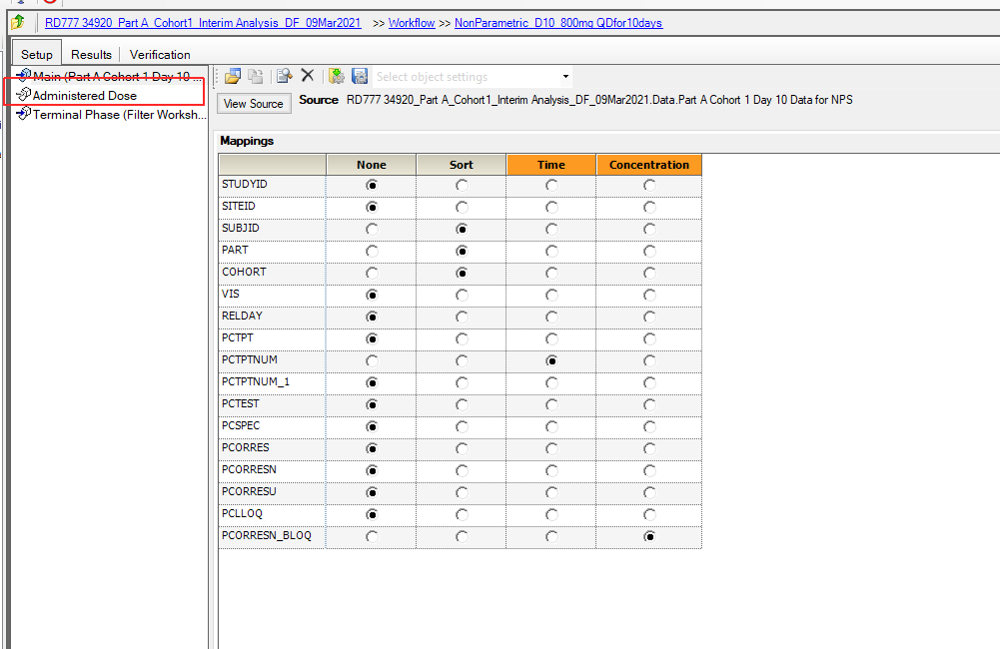 RD777 34920_Part A_Cohort1_Interim Analysis_DF_09Mar2021 >> Workflow >> NonParametric_D10_800mg QDfor10days
Setup Results Verification
Main (Part A Cohort 1 Day 10 ...
Administered Dose
Terminal Phase (Filter Worksh...
Select object settings
View Source Source RD777 34920_Part A_Cohort1_Interim Analysis_DF_09Mar2021.Data.Part A Cohort 1 Day 10 Data for NPS
Mappings
None Sort Time Concentration
STUDYID
SITEID
SUBJID
PART
COHORT
VIS
RELDAY
PCTPT
PCTPTNUM
PCTPTNUM_1
PCTEST
PCSPEC
PCORRES
PCORRESN
PCORRESU
PCLLOQ
PCORRESN_BLOQ